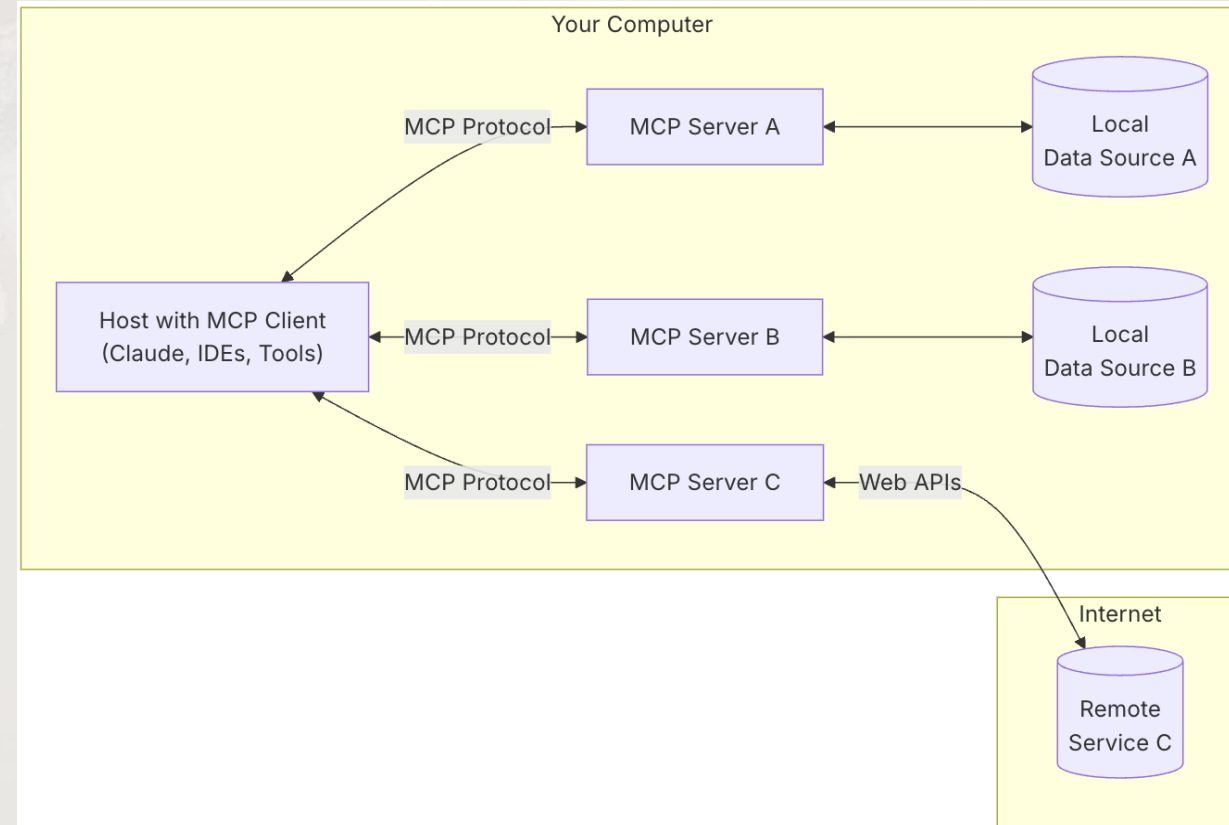 Your Computer
MCP Protocol
MCP Server A
Local
Data Source A
Host with MCP Client
(Claude, IDEs, Tools)
MCP Protocol
MCP Server B
Local
Data Source B
MCP Protocol
MCP Server C
Web APIs
Internet
Remote
Service C